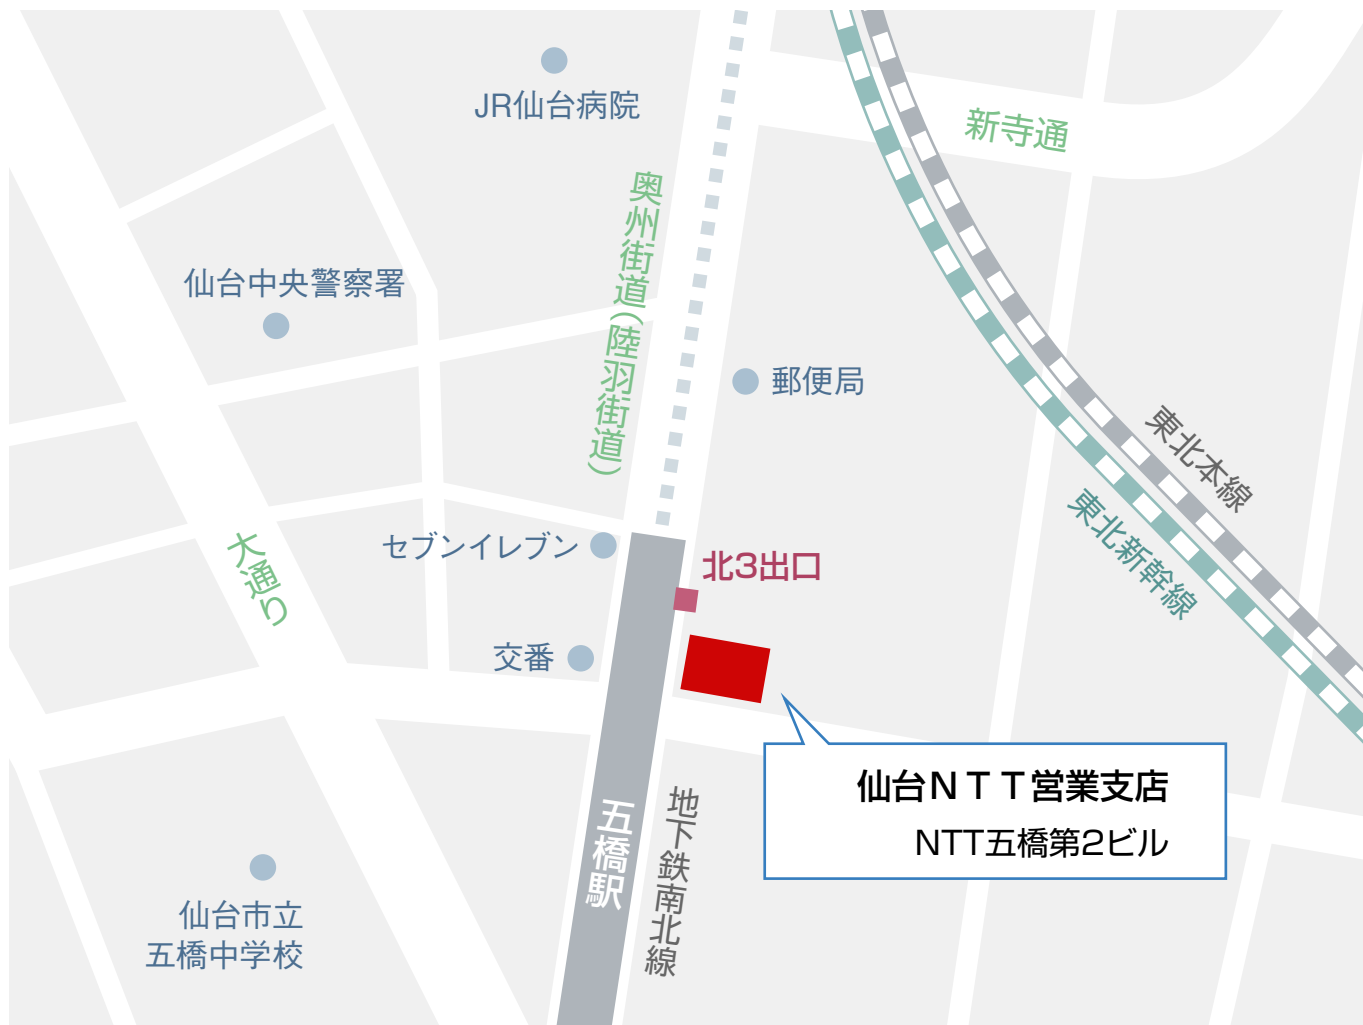 JR仙台病院
新寺通
奥州街道(陸羽街道)
仙台中央警察署
郵便局
東北本線
東北新幹線
大通り
セブンイレブン
北3出口
交番
仙台NTT営業支店
NTT五橋第2ビル
五橋駅
地下鉄南北線
仙台市立
五橋中学校